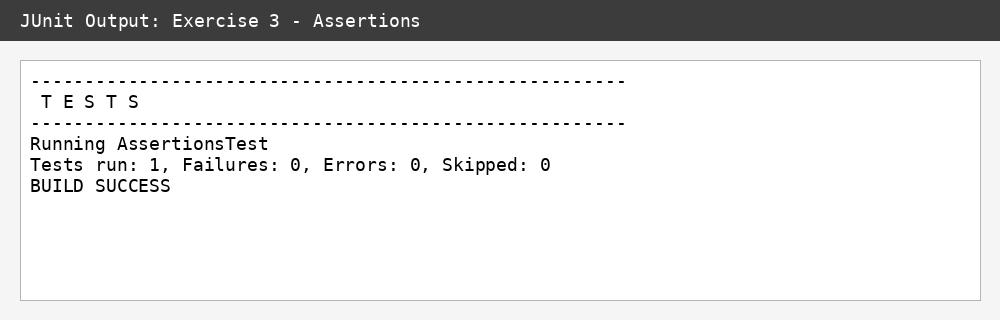 JUnit Output: Exercise 3 - Assertions
-------------------------------------------------------
T E S T S
-------------------------------------------------------
Running AssertionsTest
Tests run: 1, Failures: 0, Errors: 0, Skipped: 0
BUILD SUCCESS